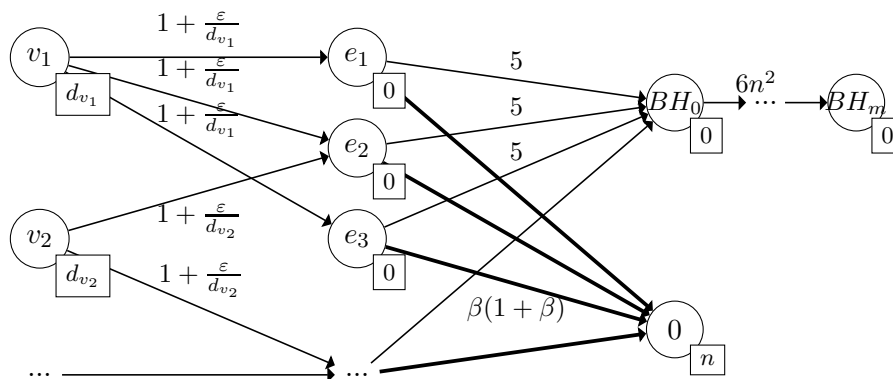 1 + ε/d_{v_1}
v_1
d_{v_1}
e_1
0
5
1 + ε/d_{v_1}
1 + ε/d_{v_1}
5
BH_0
0
6n^2
...
BH_m
0
e_2
0
5
v_2
d_{v_2}
1 + ε/d_{v_2}
e_3
0
1 + ε/d_{v_2}
β(1 + β)
0
n
...
...